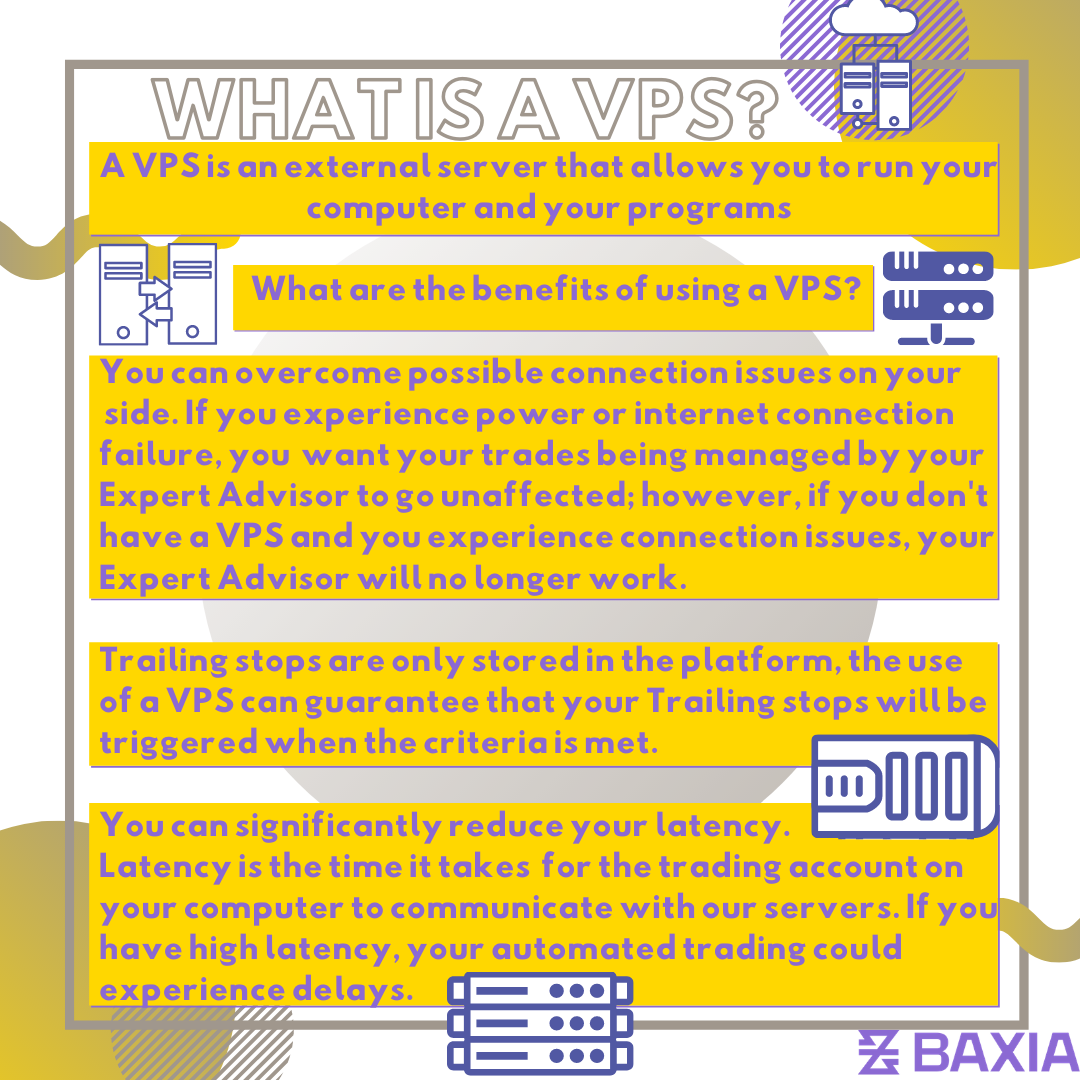 WHAT IS A VPS?
A VPS is an external server that allows you to run your
computer and your programs
What are the benefits of using a VPS?
You can overcome possible connection issues on your
side. If you experience power or internet connection
failure, you want your trades being managed by your
Expert Advisor to go unaffected; however, if you don't
have a VPS and you experience connection issues, your
Expert Advisor will no longer work.
Trailing stops are only stored in the platform, the use
of a VPS can guarantee that your Trailing stops will be
triggered when the criteria is met.
You can significantly reduce your latency.
Latency is the time it takes for the trading account on
your computer to communicate with our servers. If you
have high latency, your automated trading could
experience delays.
BAXIA